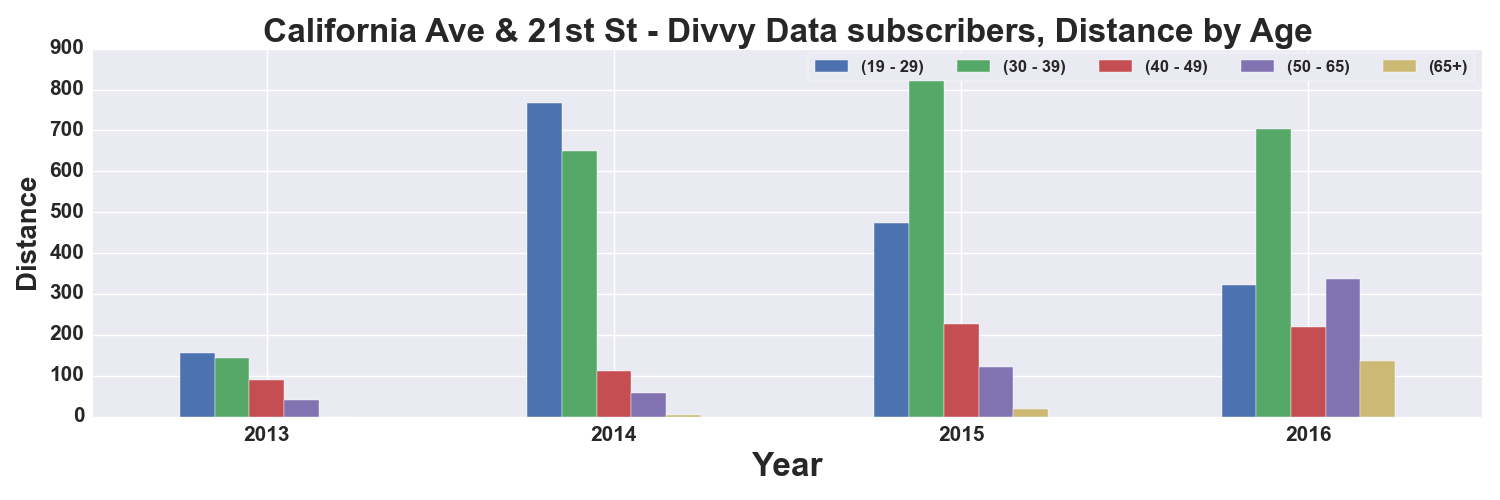 California Ave & 21st St - Divvy Data subscribers, Distance by Age
(19 - 29) (30 - 39) (40 - 49) (50 - 65) (65+)
Distance
900
800
700
600
500
400
300
200
100
0
2013 2014 2015 2016
Year